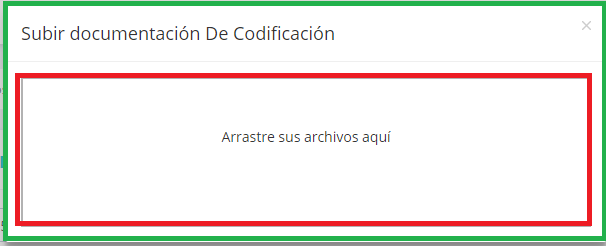 Subir documentación De Codificación
×
Arrastre sus archivos aquí